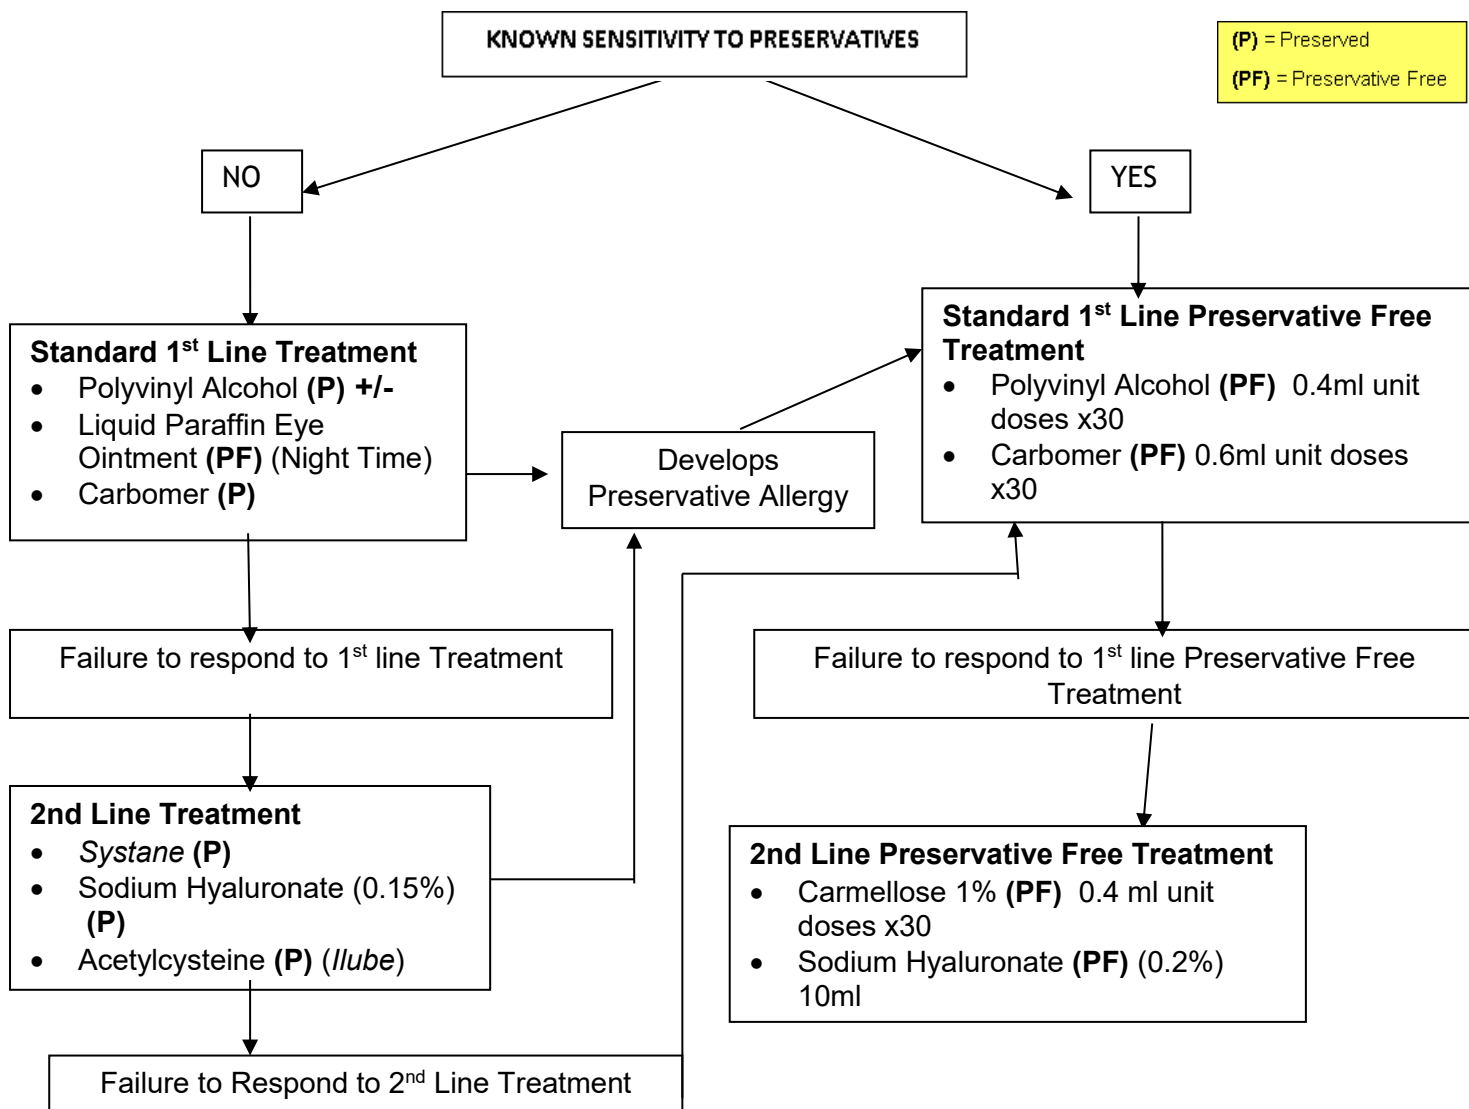 KNOWN SENSITIVITY TO PRESERVATIVES
(P) = Preserved
(PF) = Preservative Free
NO
YES
Standard 1st Line Treatment
• Polyvinyl Alcohol (P) +/-
• Liquid Paraffin Eye
Ointment (PF) (Night Time)
• Carbomer (P)
Develops
Preservative Allergy
Standard 1st Line Preservative Free
Treatment
• Polyvinyl Alcohol (PF) 0.4ml unit
doses x30
• Carbomer (PF) 0.6ml unit doses
x30
Failure to respond to 1st line Treatment
Failure to respond to 1st line Preservative Free
Treatment
2nd Line Treatment
• Systane (P)
• Sodium Hyaluronate (0.15%)
(P)
• Acetylcysteine (P) (Ilube)
2nd Line Preservative Free Treatment
• Carmellose 1% (PF) 0.4 ml unit
doses x30
• Sodium Hyaluronate (PF) (0.2%)
10ml
Failure to Respond to 2nd Line Treatment